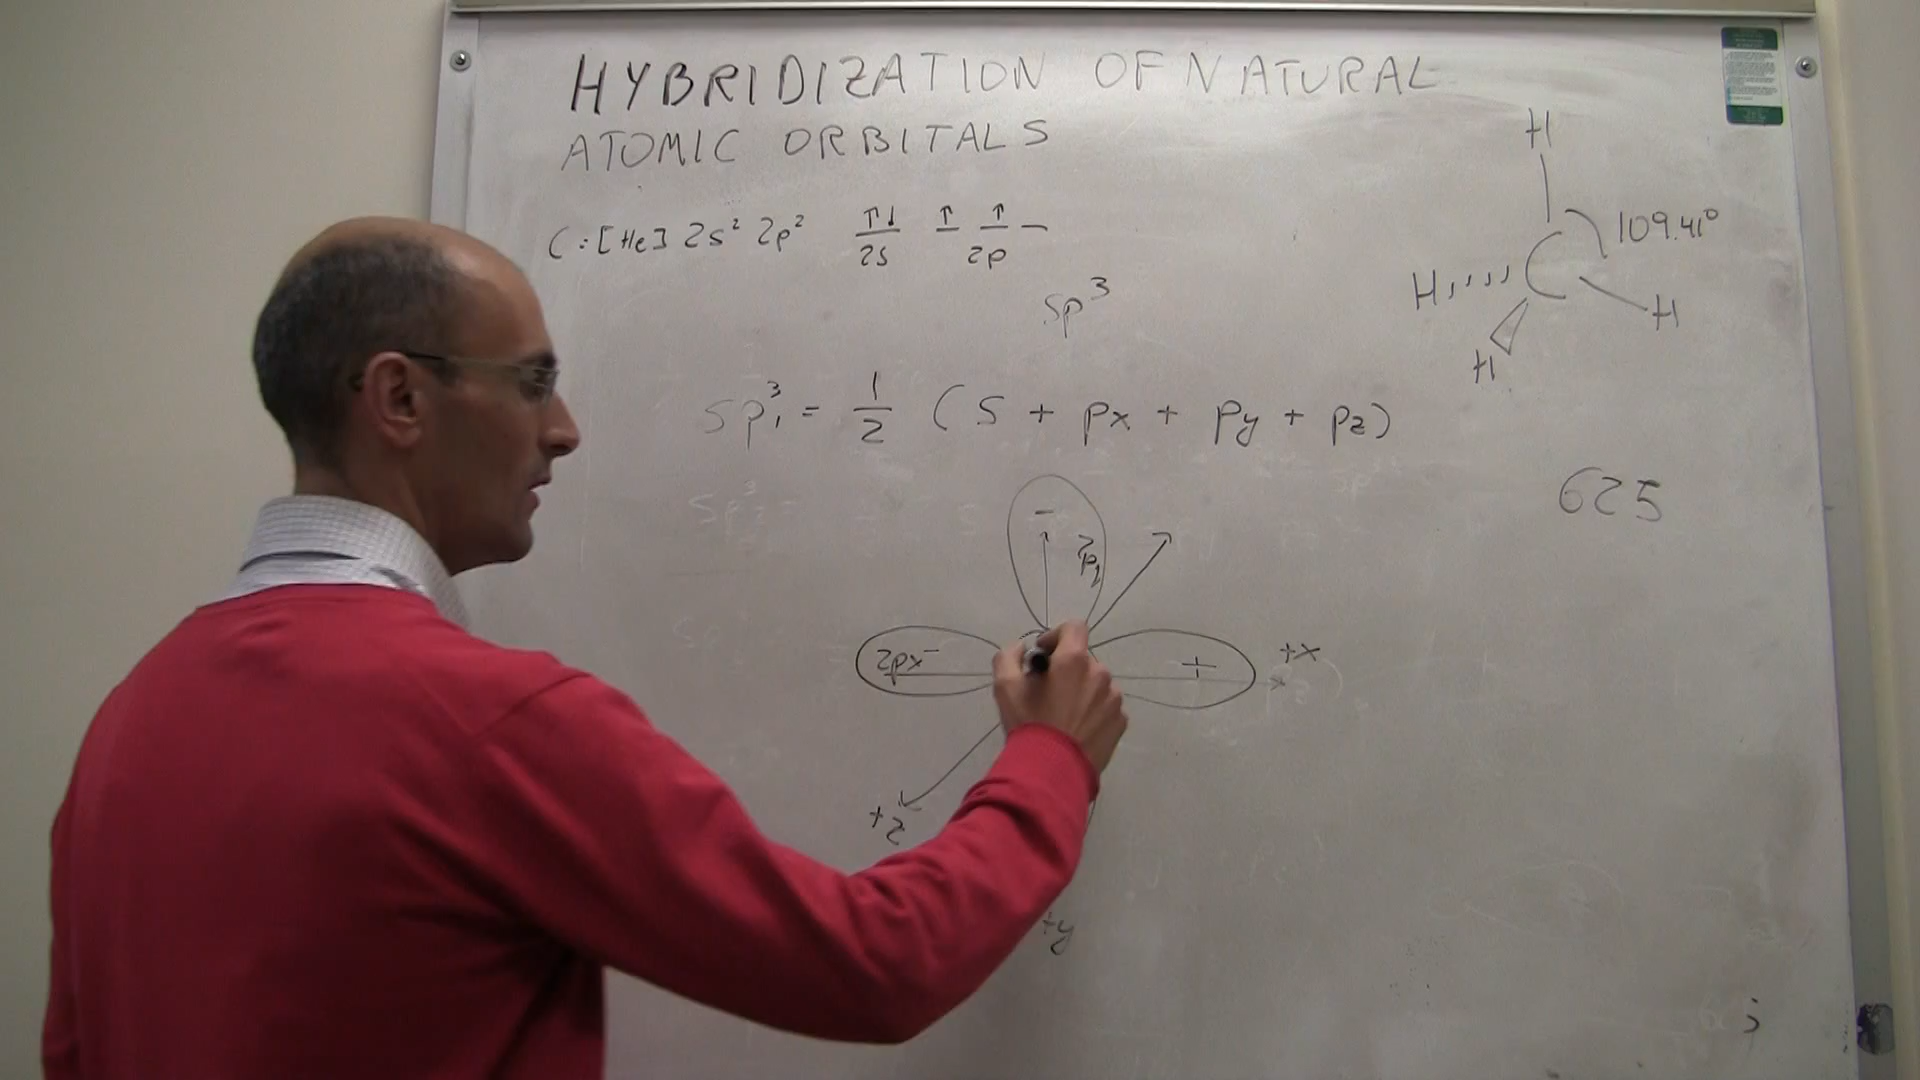 HYBRIDIZATION OF NATURAL
ATOMIC ORBITALS
C:[He] 2s² 2p² ↑↓ ↑ ↑
2s 2p
sp³
H
C 109.41°
H H
H
sp³₁ = 1/2 (s + px + py + pz)
625
-
2py
2px - + +x
+z
+y